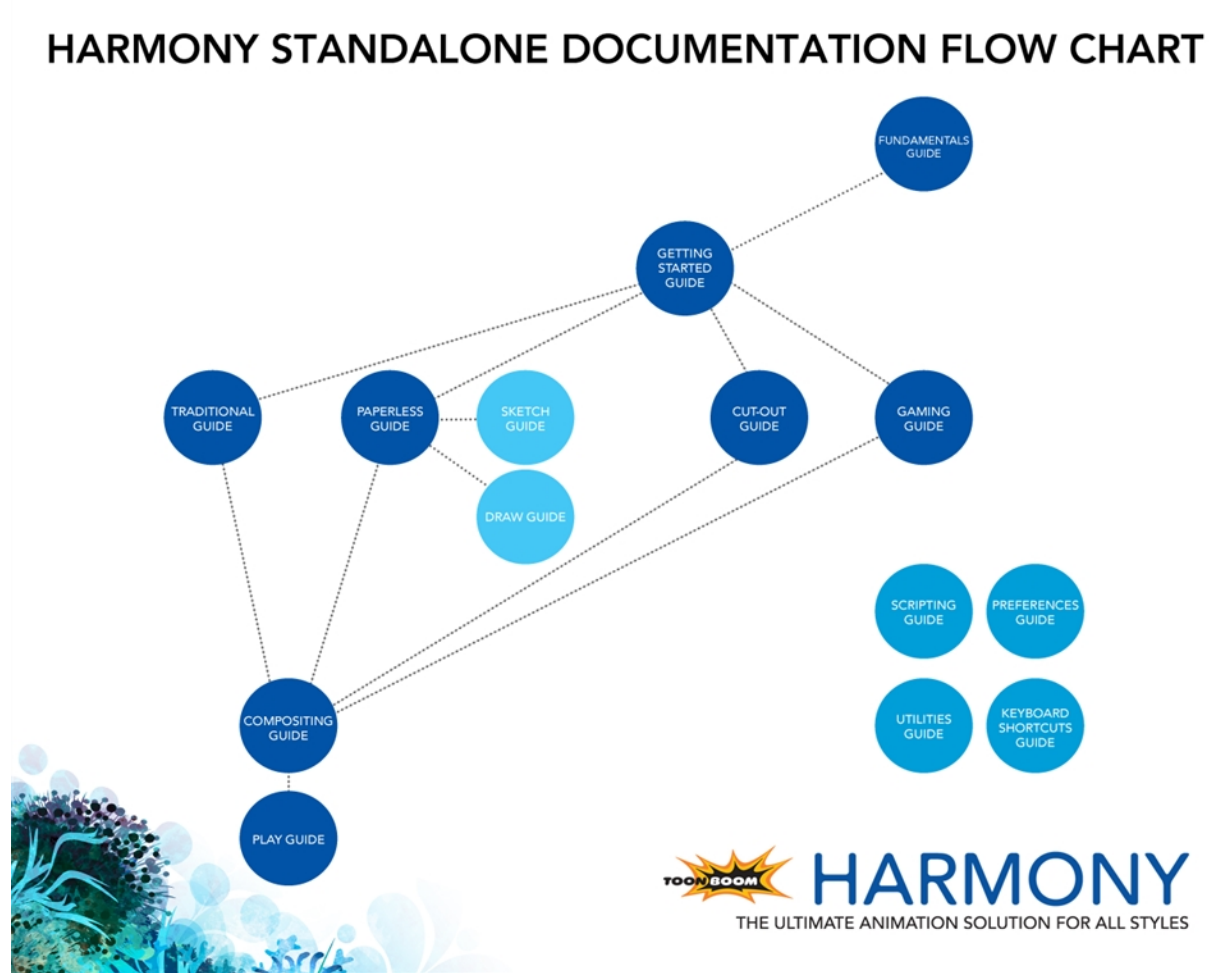 HARMONY STANDALONE DOCUMENTATION FLOW CHART
FUNDAMENTALS
GUIDE
GETTING
STARTED
GUIDE
TRADITIONAL
GUIDE
PAPERLESS
GUIDE
SKETCH
GUIDE
CUT-OUT
GUIDE
GAMING
GUIDE
DRAW GUIDE
SCRIPTING
GUIDE
PREFERENCES
GUIDE
COMPOSITING
GUIDE
UTILITIES
GUIDE
KEYBOARD
SHORTCUTS
GUIDE
PLAY GUIDE
TOON BOOM
HARMONY
THE ULTIMATE ANIMATION SOLUTION FOR ALL STYLES